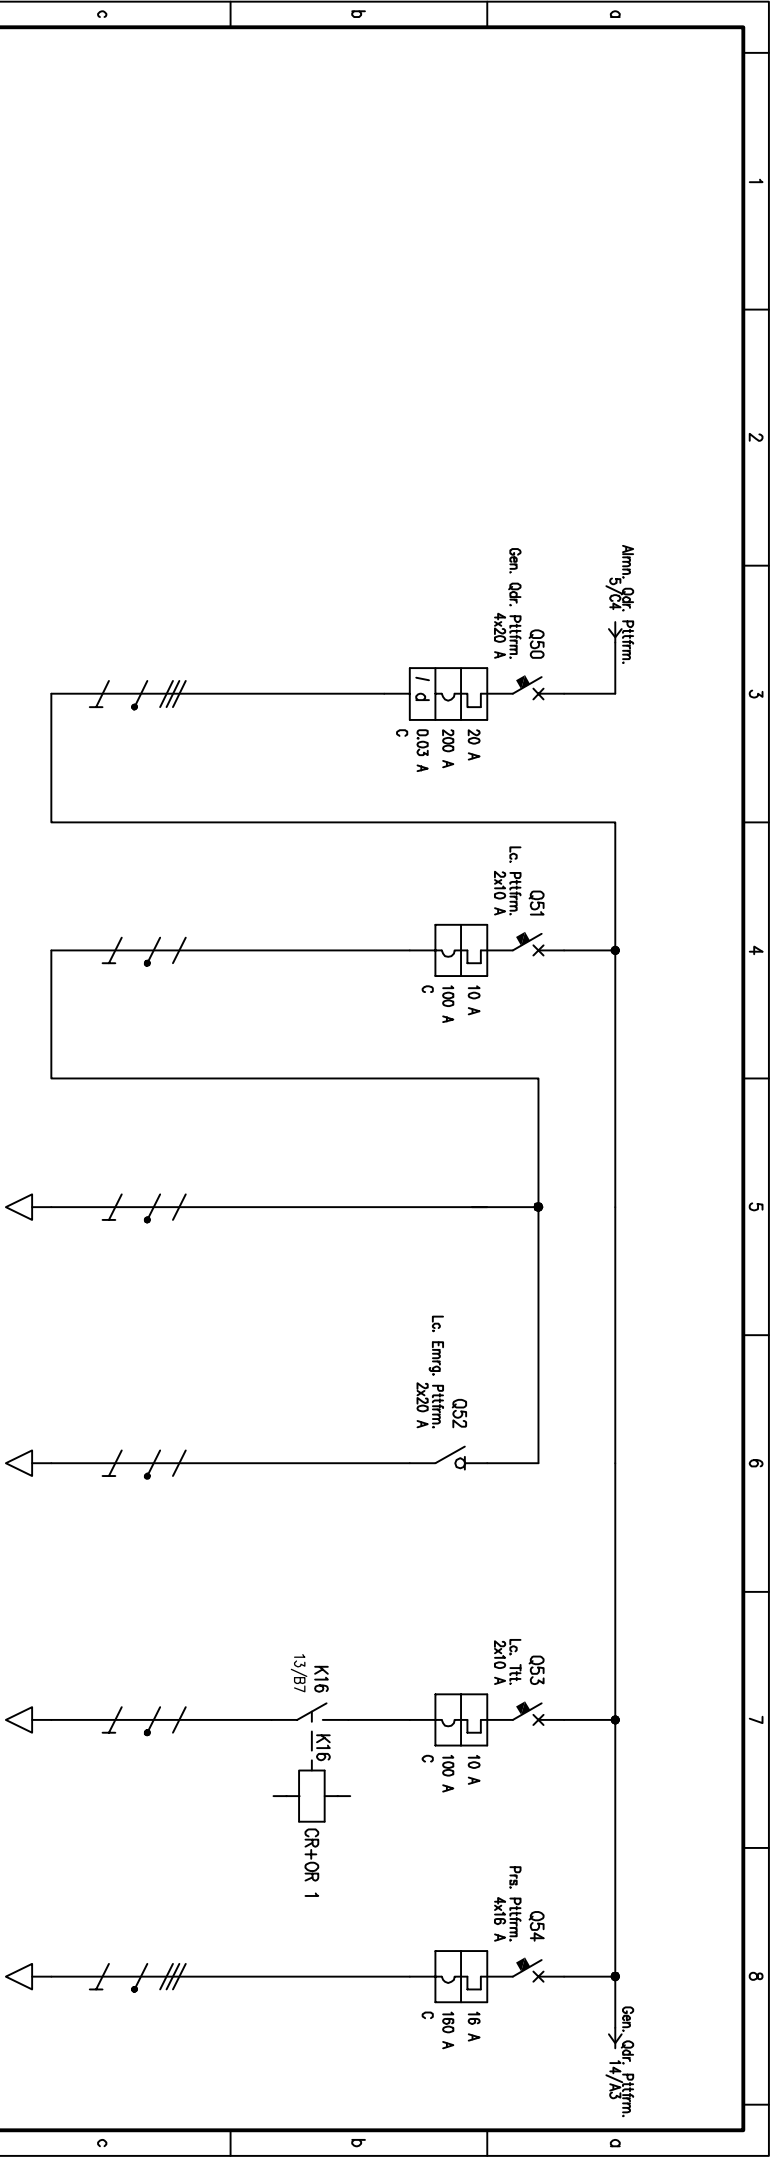 1
2
3
4
5
6
7
8
a
b
c
a
b
c
Almn. Qdr. Pttfrm.
5/C4
Q50
Gen. Qdr. Pttfrm.
4x20 A
20 A
200 A
I d
0.03 A
C
Q51
Lc. Pttfrm.
2x10 A
10 A
100 A
C
Q52
Lc. Emrg. Pttfrm.
2x20 A
Q53
Lc. Ttt.
2x10 A
10 A
100 A
C
K16
13/B7
K16
CR+OR 1
Q54
Prs. Pttfrm.
4x16 A
16 A
160 A
C
Gen. Qdr. Pttfrm.
14/A3